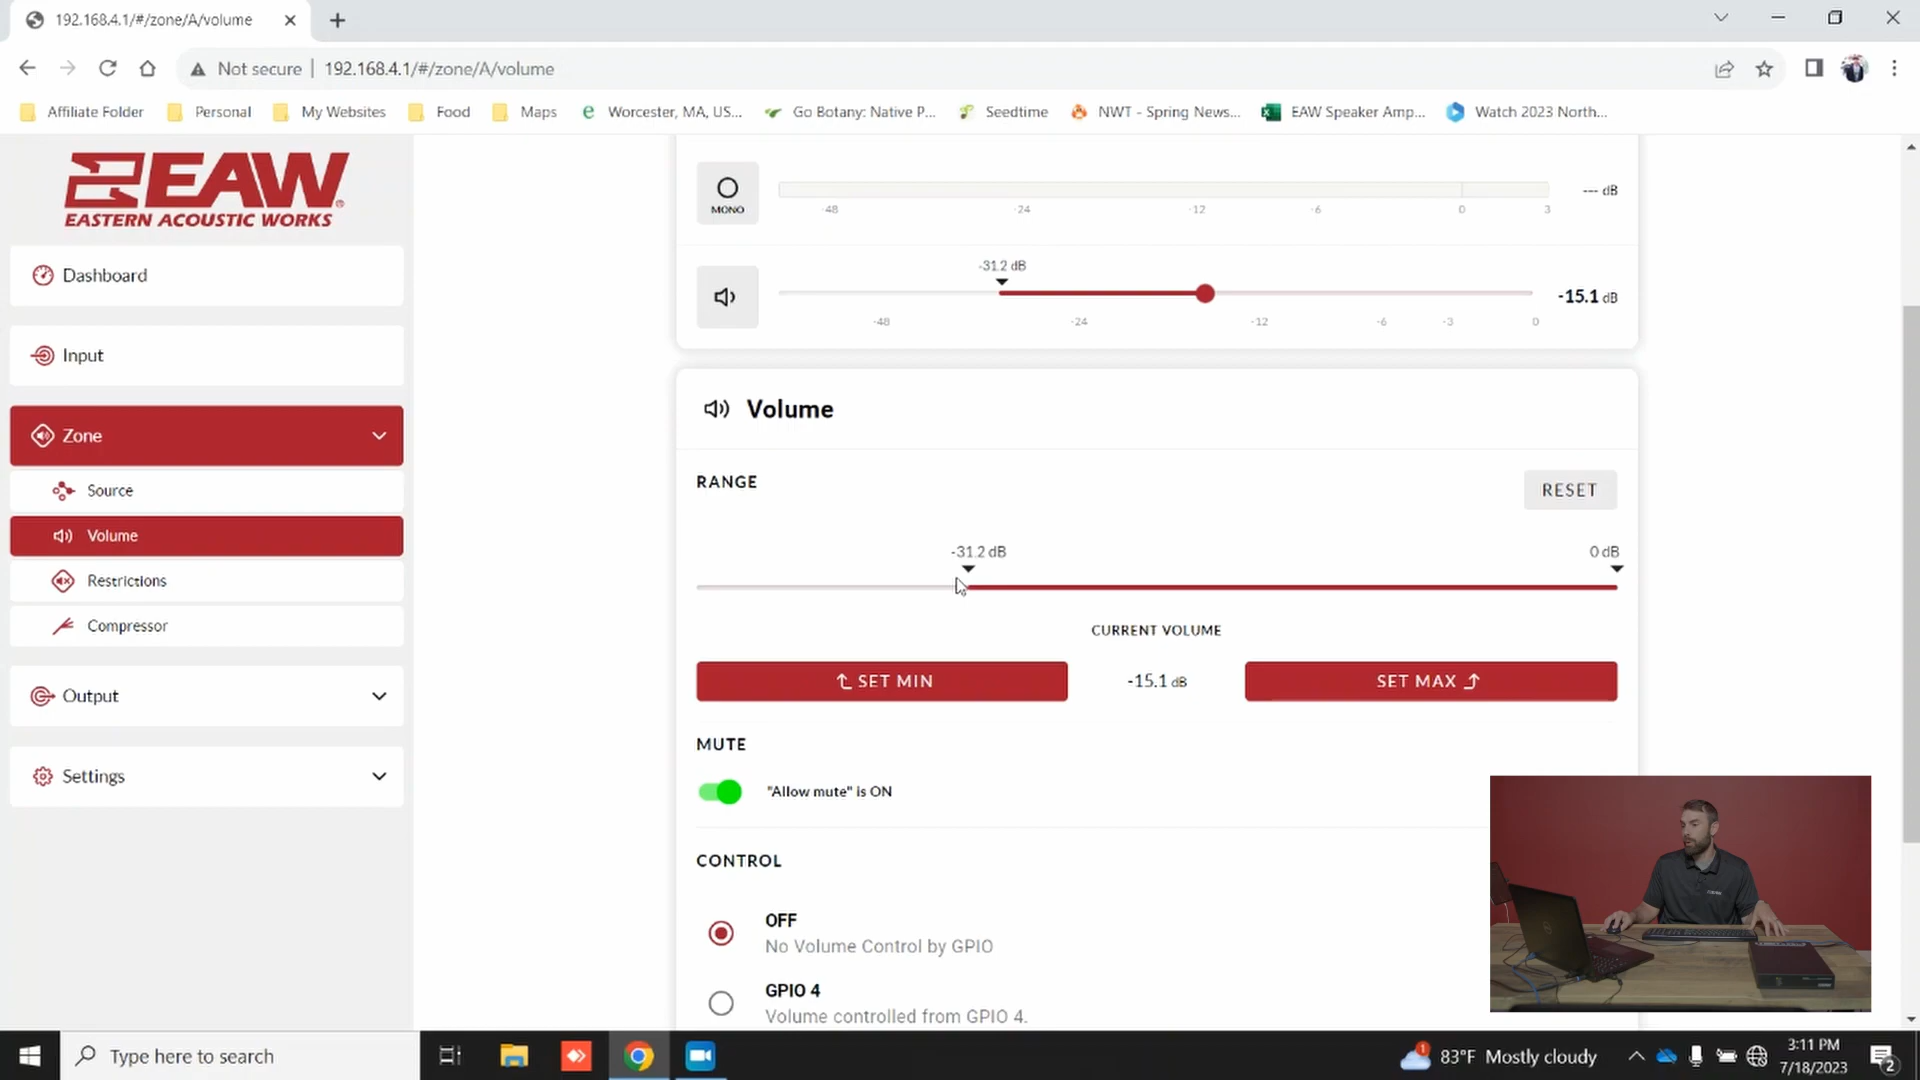 192.168.4.1/#/zone/A/volume
Not secure | 192.168.4.1/#/zone/A/volume
Affiliate Folder Personal My Websites Food Maps Worcester, MA, US... Go Botany: Native P... Seedtime NWT - Spring News... EAW Speaker Amp... Watch 2023 North...
EAW
EASTERN ACOUSTIC WORKS
Dashboard
Input
Zone
Source
Volume
Restrictions
Compressor
Output
Settings
MONO
--- dB
-48 -24 -12 -6 0 3
-31.2 dB
-15.1 dB
-48 -24 -12 -6 -3 0
Volume
RANGE
RESET
-31.2 dB 0 dB
CURRENT VOLUME
SET MIN -15.1 dB SET MAX
MUTE
"Allow mute" is ON
CONTROL
OFF
No Volume Control by GPIO
GPIO 4
Volume controlled from GPIO 4.
Type here to search
1
83°F Mostly cloudy
3:11 PM
7/18/2023
2